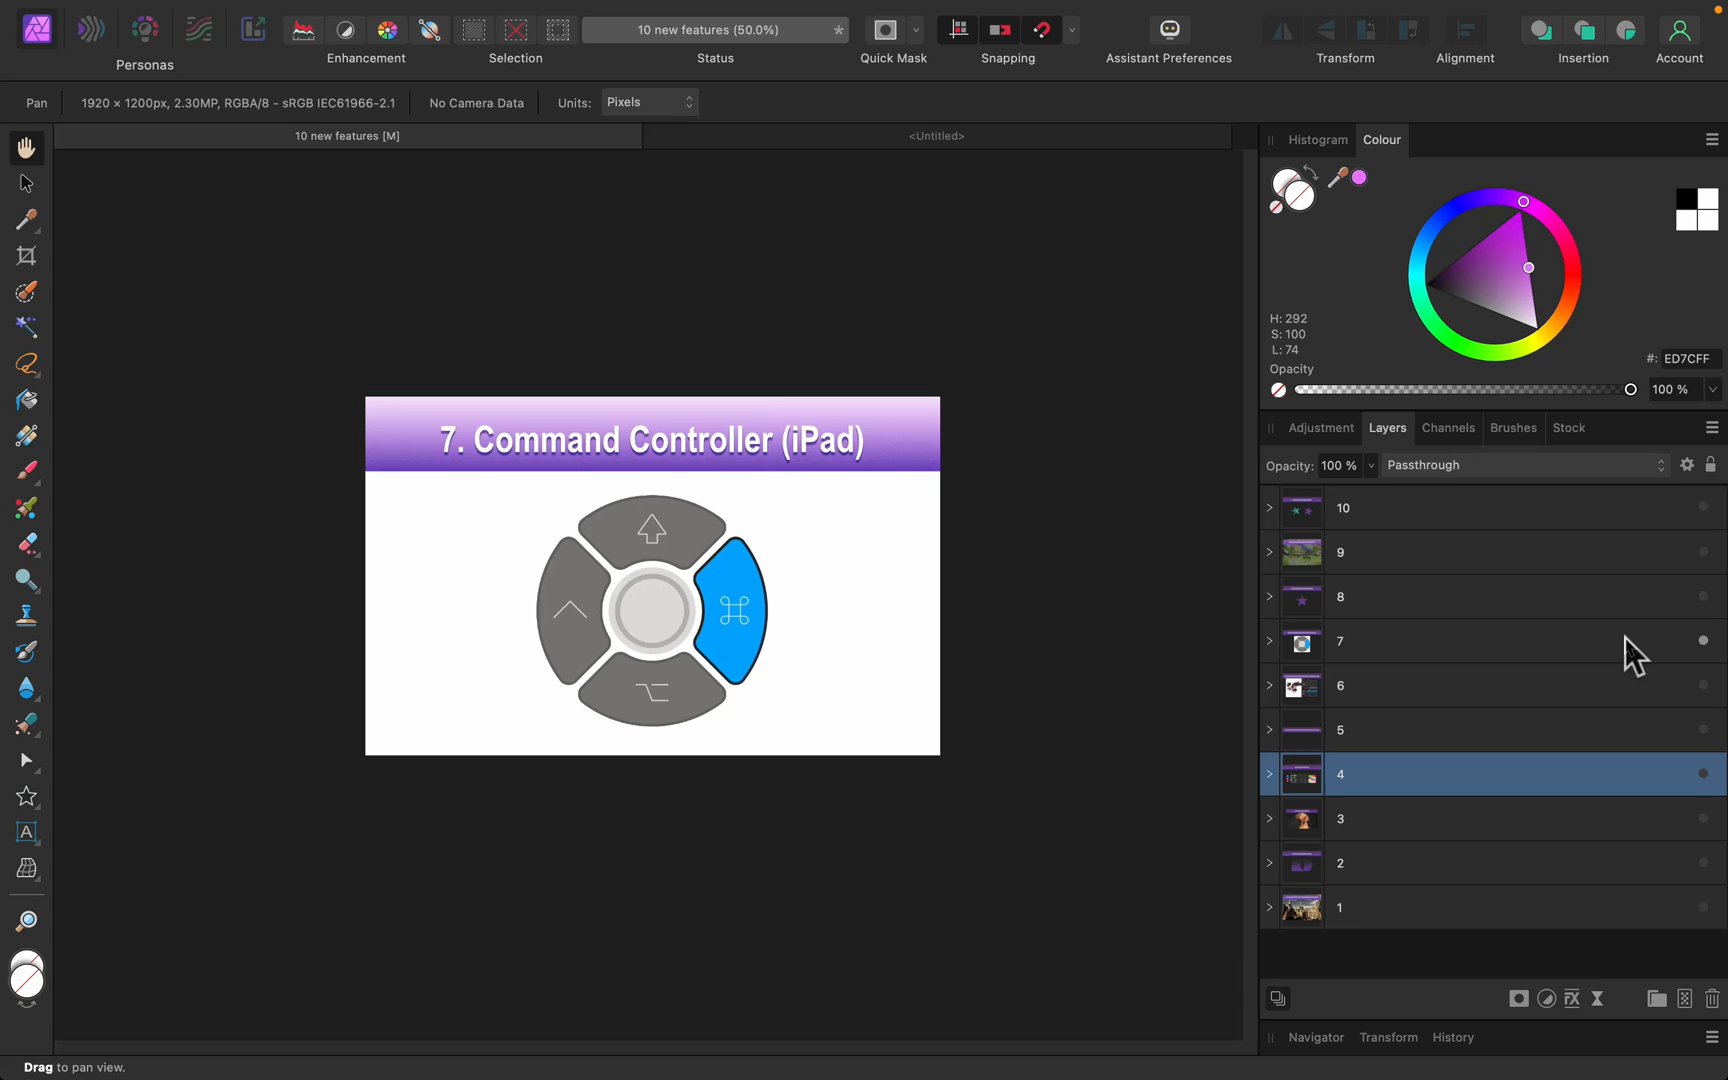 10 new features (50.0%)
*
Personas
Enhancement
Selection
Status
Quick Mask
Snapping
Assistant Preferences
Transform
Alignment
Insertion
Account
Pan
1920 × 1200px, 2.30MP, RGBA/8 - sRGB IEC61966-2.1
No Camera Data
Units:
Pixels
10 new features [M]
<Untitled>
Histogram
Colour
H: 292
S: 100
L: 74
#: ED7CFF
Opacity
100 %
Adjustment
Layers
Channels
Brushes
Stock
Opacity: 100 %
Passthrough
10
9
8
7
6
5
4
3
2
1
7. Command Controller (iPad)
A
Navigator
Transform
History
Drag to pan view.